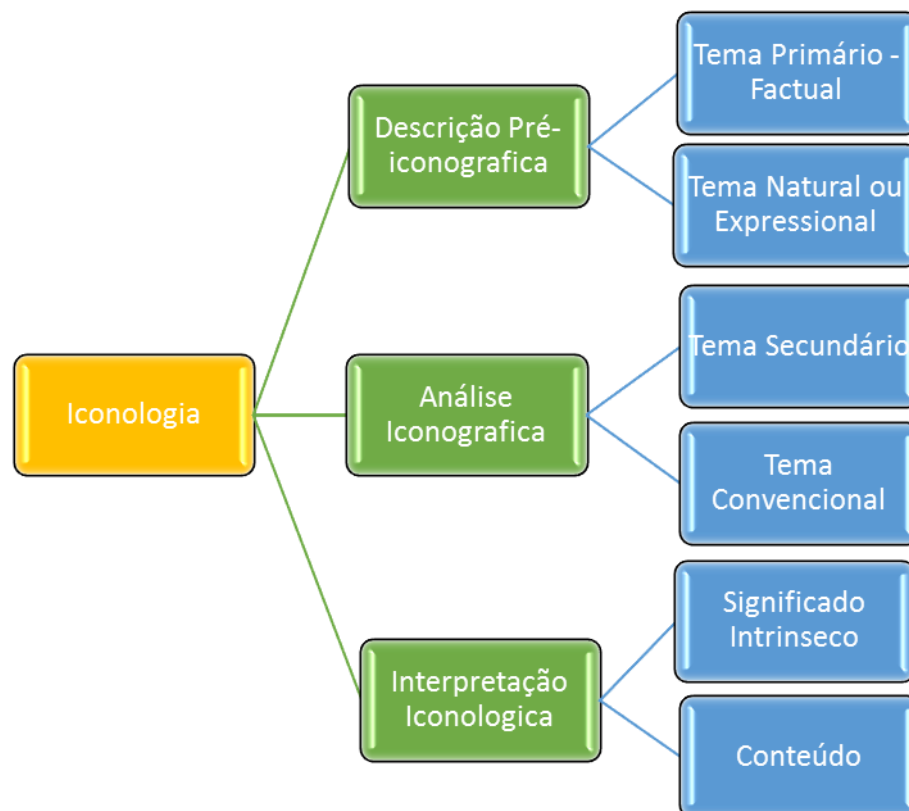 Tema Primário -
Factual
Descrição Pré-
iconografica
Tema Natural ou
Expressional
Tema Secundário
Iconologia
Análise
Iconografica
Tema
Convencional
Significado
Intrinseco
Interpretação
Iconologica
Conteúdo